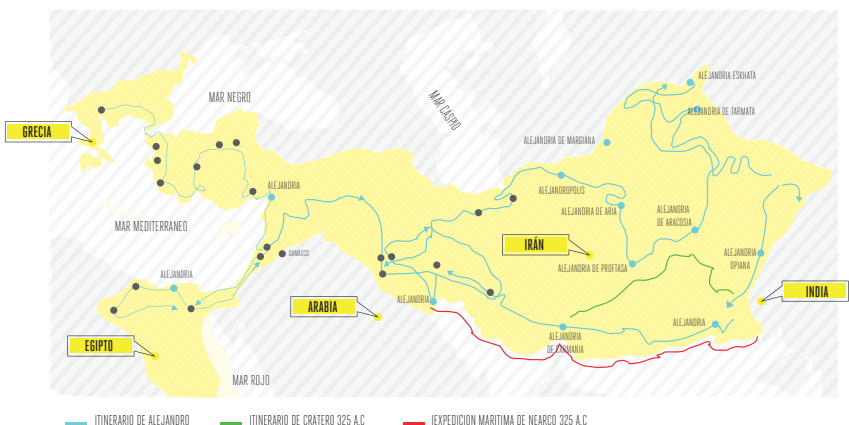 ALEJANDRIA ESKHATA
MAR NEGRO
MAR CASPIO
ALEJANDRIA DE TARMATA
GRECIA
ALEJANDRIA DE MARGIANA
ALEJANDRIA
ALEJANDROPOLIS
ALEJANDRIA DE ARIA
ALEJANDRIA
DE ARACOSIA
MAR MEDITERRANEO
IRÁN
DAMASCO
ALEJANDRIA
OPIANA
ALEJANDRIA DE PROFTASA
ALEJANDRIA
INDIA
ALEJANDRIA
ARABIA
ALEJANDRIA
ALEJANDRIA
DE CARMANIA
EGIPTO
MAR ROJO
ITINERARIO DE ALEJANDRO
ITINERARIO DE CRATERO 325 A.C
IEXPEDICION MARITIMA DE NEARCO 325 A.C